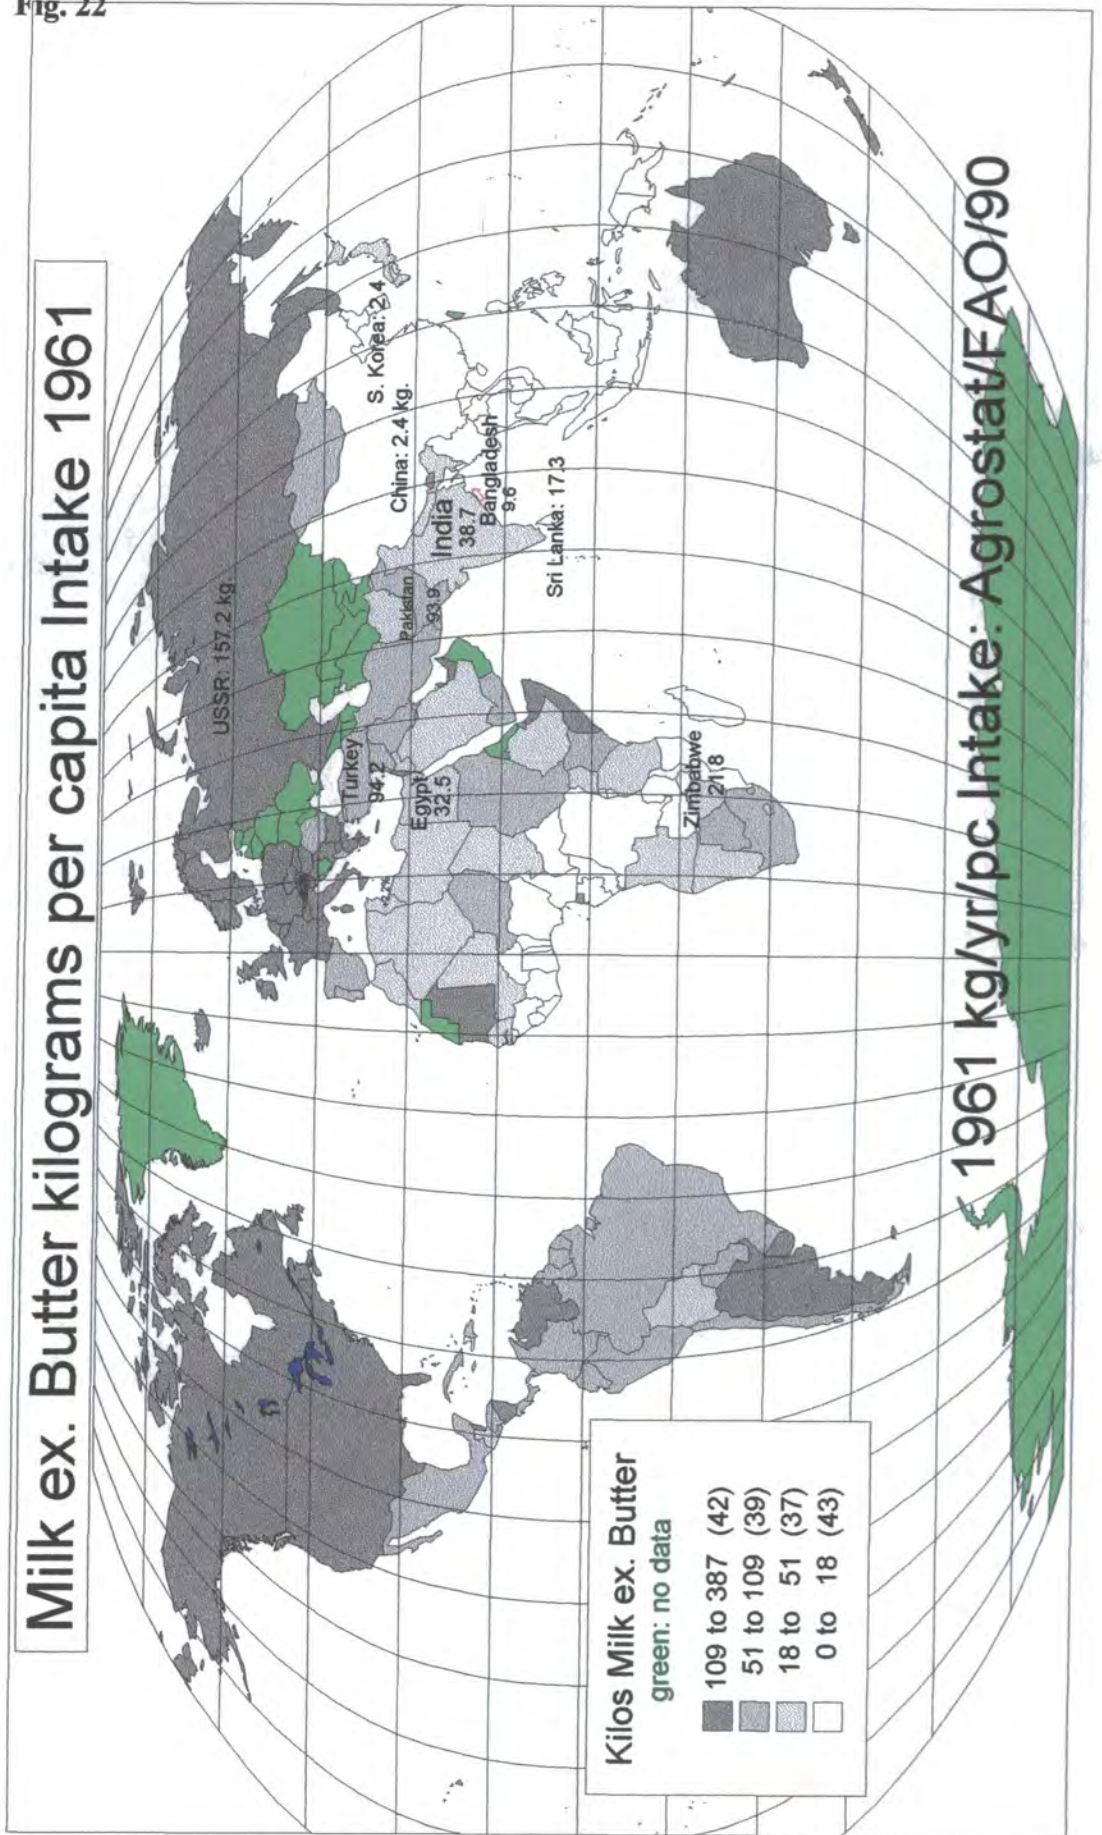 Fig. 22
Milk ex. Butter kilograms per capita Intake 1961
USSR: 157.2 kg
S. Korea: 2.4
China: 2.4 kg.
Turkey
94.2
Pakistan
93.9
India
38.7
Bangladesh
9.6
Egypt
32.5
Sri Lanka: 17.3
Zimbabwe
21.8
Kilos Milk ex. Butter
green: no data
109 to 387 (42)
51 to 109 (39)
18 to 51 (37)
0 to 18 (43)
1961 kg/yr/pc Intake: Agrostat/FAO/90